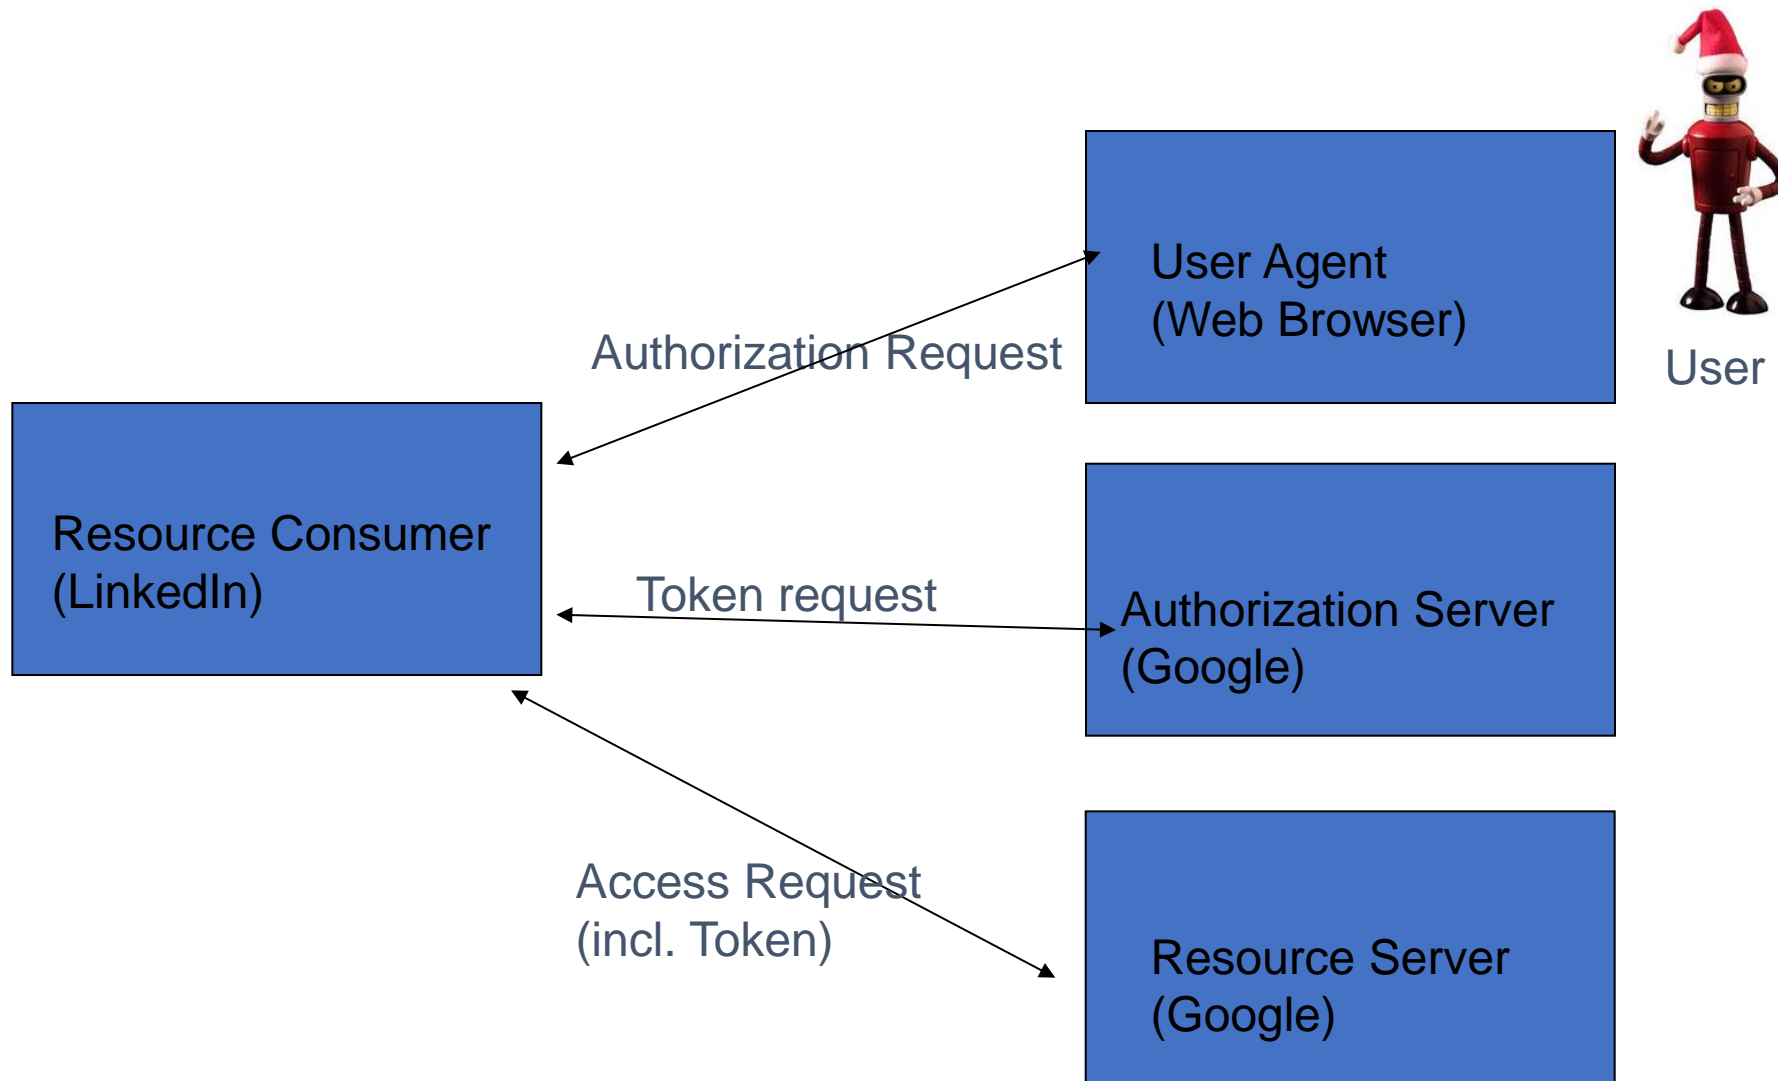 User Agent
(Web Browser)
User
Authorization Request
Resource Consumer
(LinkedIn)
Token request
Authorization Server
(Google)
Access Request
(incl. Token)
Resource Server
(Google)